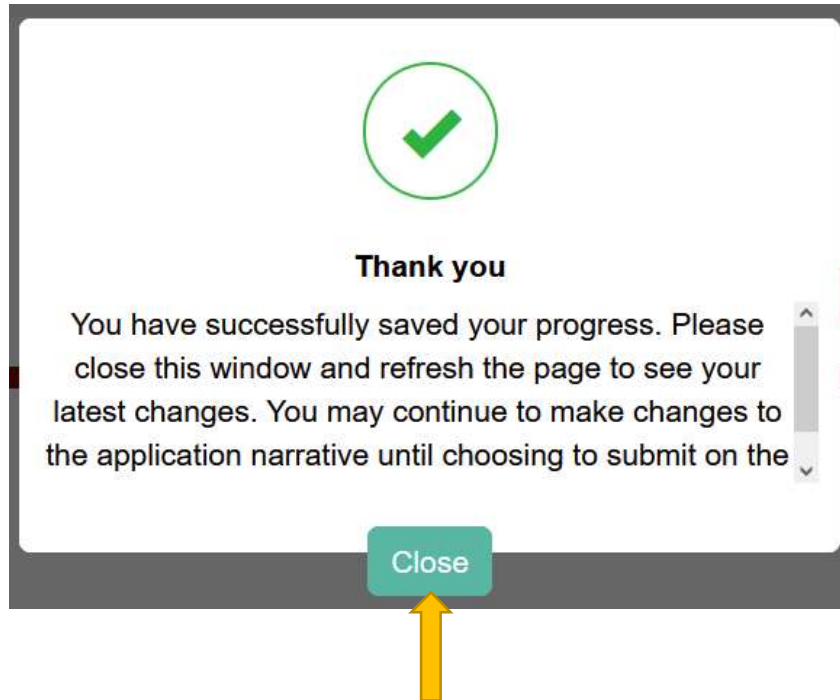 Thank you
You have successfully saved your progress. Please
close this window and refresh the page to see your
latest changes. You may continue to make changes to
the application narrative until choosing to submit on the
Close